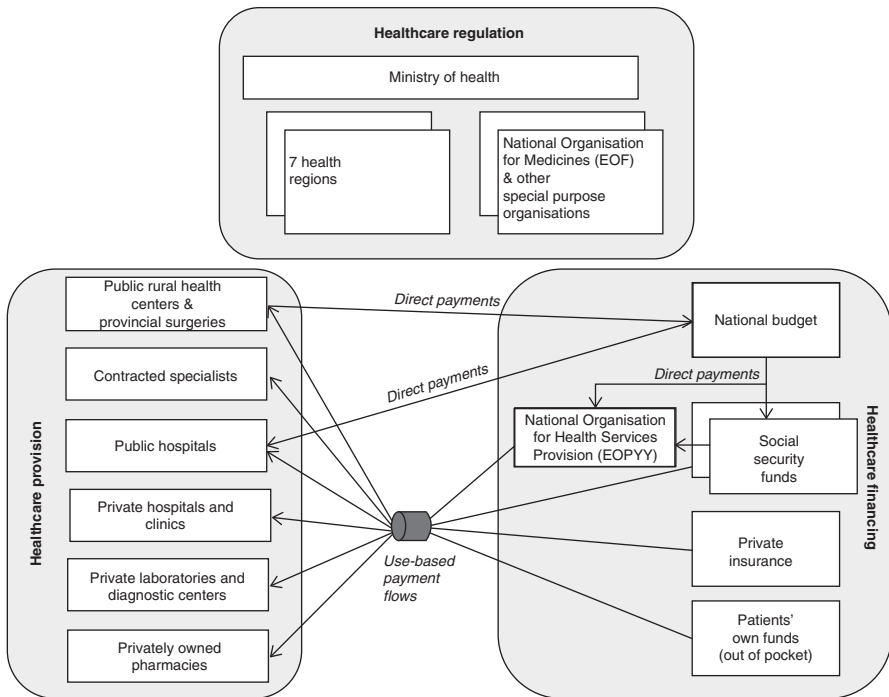 Healthcare regulation
Ministry of health
7 health
regions
National Organisation
for Medicines (EOF)
& other
special purpose
organisations
Healthcare provision
Public rural health
centers &
provincial surgeries
Contracted specialists
Public hospitals
Private hospitals and
clinics
Private laboratories and
diagnostic centers
Privately owned
pharmacies
Direct payments
Direct payments
Use-based
payment
flows
Healthcare financing
National budget
Direct payments
National Organisation
for Health Services
Provision (EOPYY)
Social
security
funds
Private
insurance
Patients'
own funds
(out of pocket)